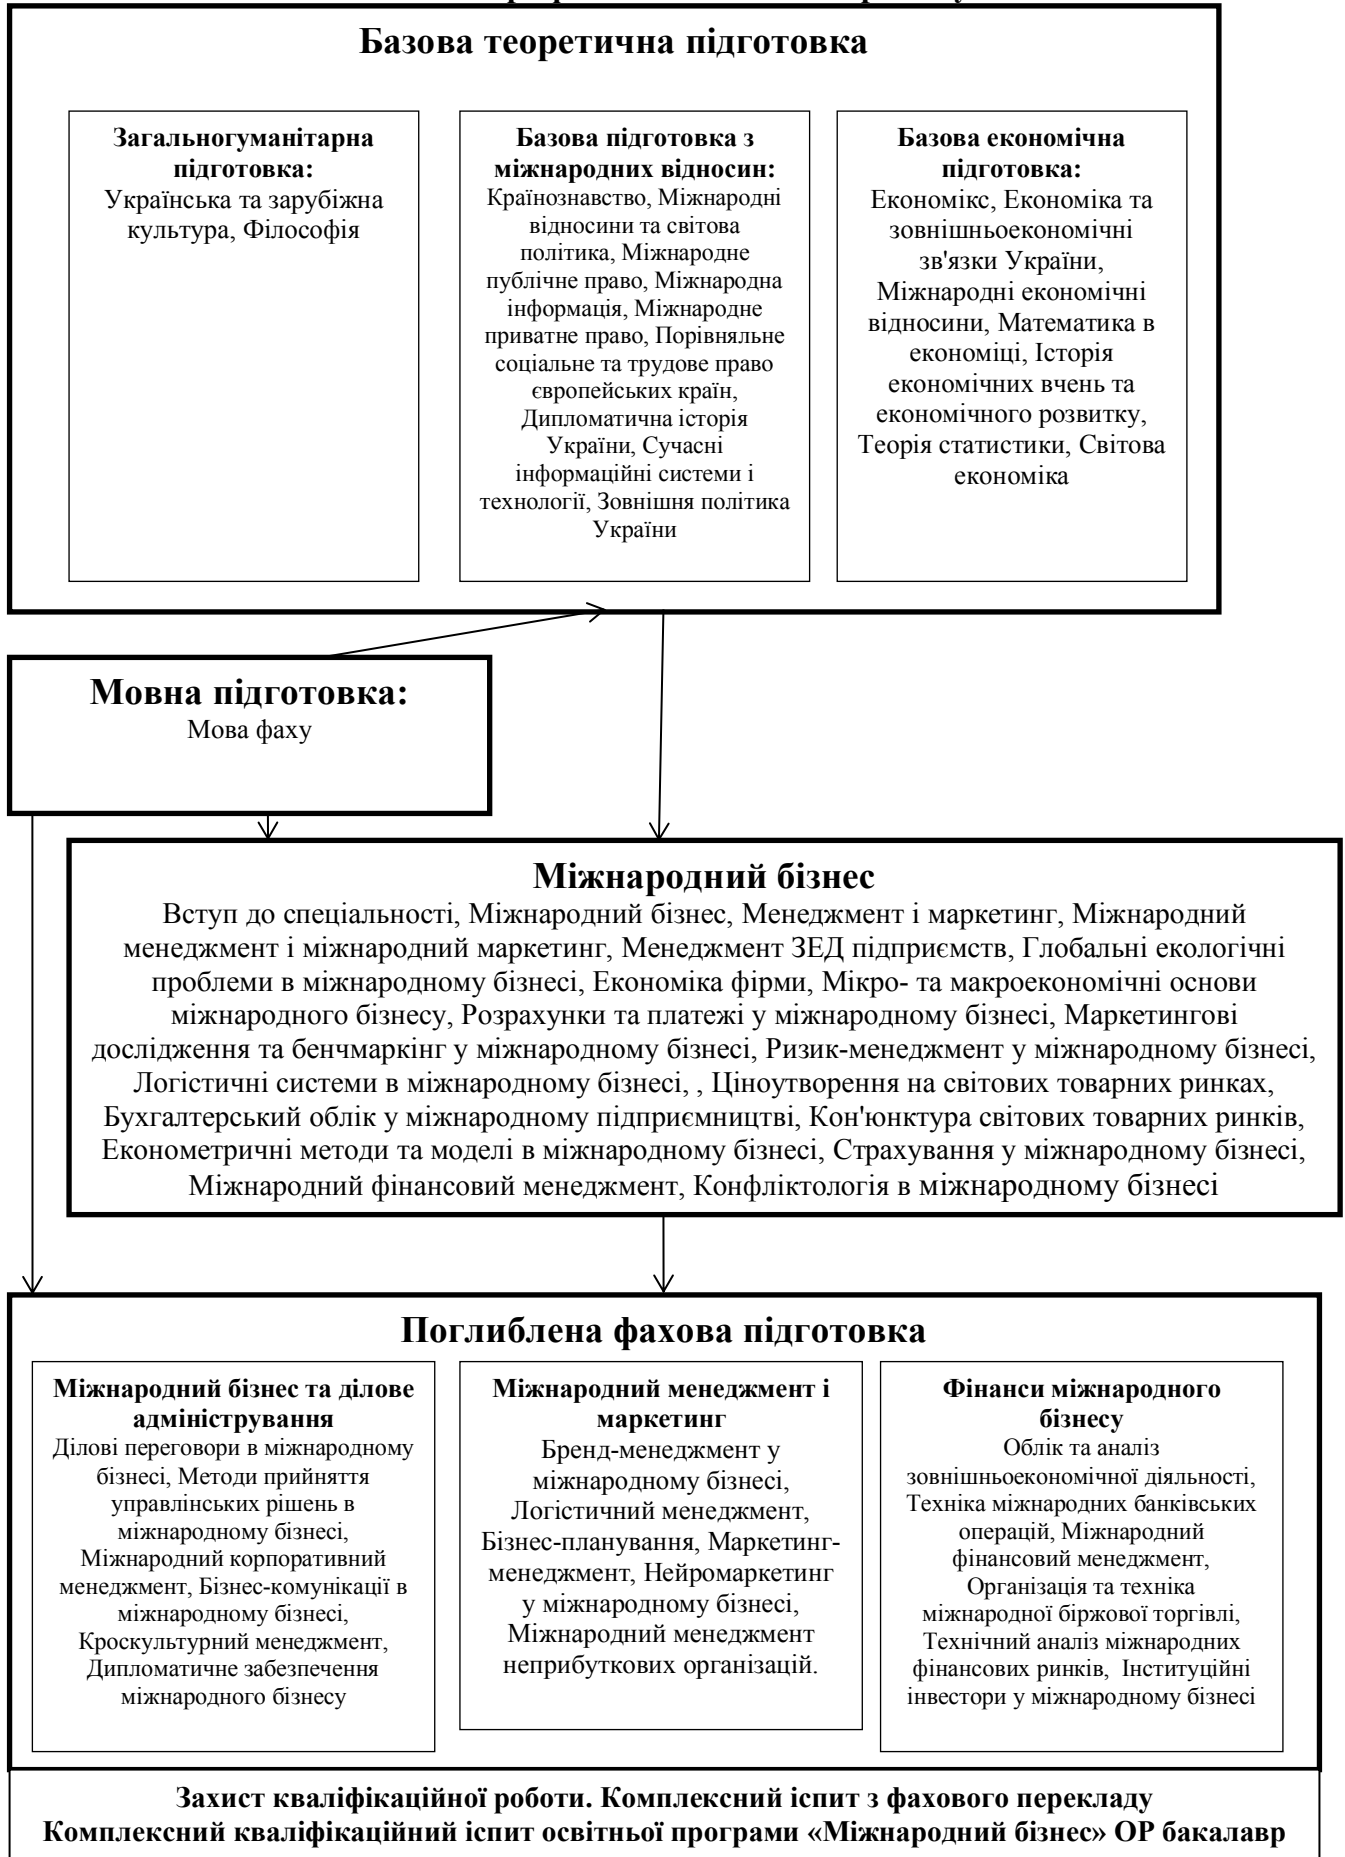 Базова теоретична підготовка
Загальногуманітарна
підготовка:
Українська та зарубіжна
культура, Філософія
Базова підготовка з
міжнародних відносин:
Країнознавство, Міжнародні
відносини та світова
політика, Міжнародне
публічне право, Міжнародна
інформація, Міжнародне
приватне право, Порівняльне
соціальне та трудове право
європейських країн,
Дипломатична історія
України, Сучасні
інформаційні системи і
технології, Зовнішня політика
України
Базова економічна
підготовка:
Економікс, Економіка та
зовнішньоекономічні
зв'язки України,
Міжнародні економічні
відносини, Математика в
економіці, Історія
економічних вчень та
економічного розвитку,
Теорія статистики, Світова
економіка
Мовна підготовка:
Мова фаху
Міжнародний бізнес
Вступ до спеціальності, Міжнародний бізнес, Менеджмент і маркетинг, Міжнародний
менеджмент і міжнародний маркетинг, Менеджмент ЗЕД підприємств, Глобальні екологічні
проблеми в міжнародному бізнесі, Економіка фірми, Мікро- та макроекономічні основи
міжнародного бізнесу, Розрахунки та платежі у міжнародному бізнесі, Маркетингові
дослідження та бенчмаркінг у міжнародному бізнесі, Ризик-менеджмент у міжнародному бізнесі,
Логістичні системи в міжнародному бізнесі, , Ціноутворення на світових товарних ринках,
Бухгалтерський облік у міжнародному підприємництві, Кон'юнктура світових товарних ринків,
Економетричні методи та моделі в міжнародному бізнесі, Страхування у міжнародному бізнесі,
Міжнародний фінансовий менеджмент, Конфліктологія в міжнародному бізнесі
Поглиблена фахова підготовка
Міжнародний бізнес та ділове
адміністрування
Ділові переговори в міжнародному
бізнесі, Методи прийняття
управлінських рішень в
міжнародному бізнесі,
Міжнародний корпоративний
менеджмент, Бізнес-комунікації в
міжнародному бізнесі,
Кроскультурний менеджмент,
Дипломатичне забезпечення
міжнародного бізнесу
Міжнародний менеджмент і
маркетинг
Бренд-менеджмент у
міжнародному бізнесі,
Логістичний менеджмент,
Бізнес-планування, Маркетинг-
менеджмент, Нейромаркетинг
у міжнародному бізнесі,
Міжнародний менеджмент
неприбуткових організацій.
Фінанси міжнародного
бізнесу
Облік та аналіз
зовнішньоекономічної діяльності,
Техніка міжнародних банківських
операцій, Міжнародний
фінансовий менеджмент,
Організація та техніка
міжнародної біржової торгівлі,
Технічний аналіз міжнародних
фінансових ринків, Інституційні
інвестори у міжнародному бізнесі
Захист кваліфікаційної роботи. Комплексний іспит з фахового перекладу
Комплексний кваліфікаційний іспит освітньої програми «Міжнародний бізнес» ОР бакалавр